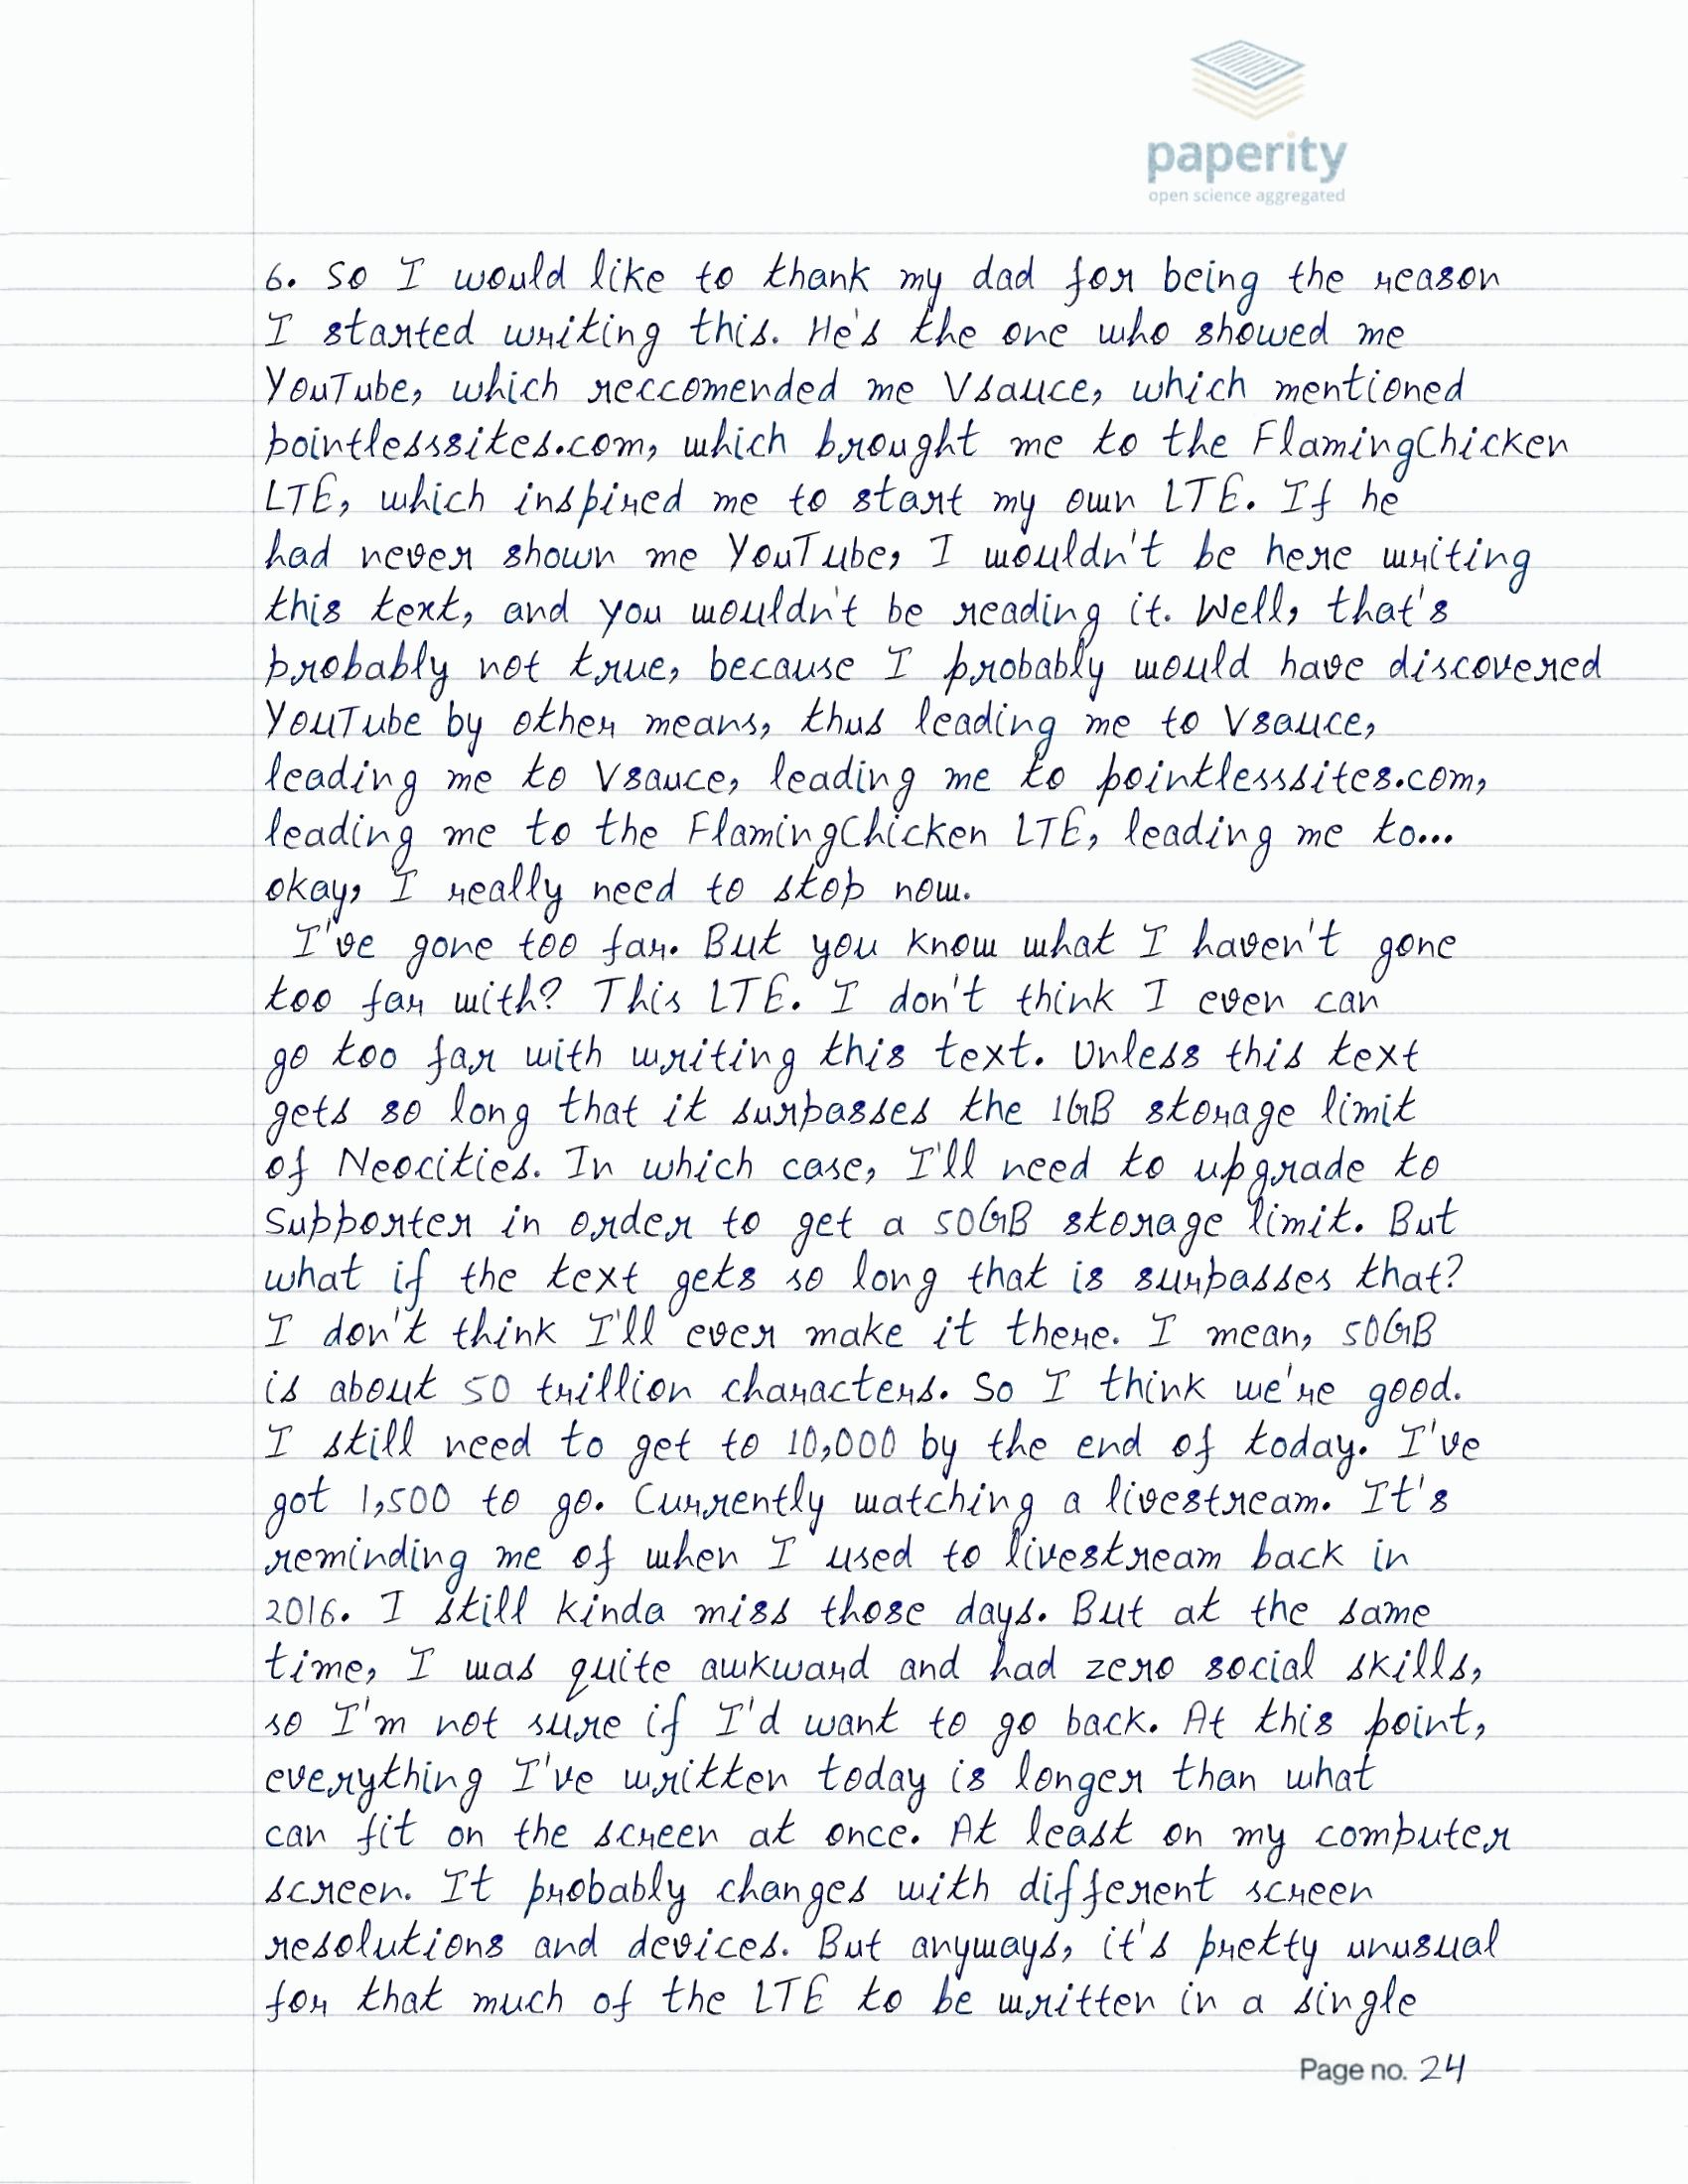 paperity
open science aggregated
6. So I would like to thank my dad for being the reason
I started writing this. He's the one who showed me
YouTube, which reccomended me Vsauce, which mentioned
pointlesssites.com, which brought me to the FlamingChicken
LTE, which inspired me to start my own LTE. If he
had never shown me YouTube, I wouldn't be here writing
this text, and you wouldn't be reading it. Well, that's
probably not true, because I probably would have discovered
YouTube by other means, thus leading me to Vsauce,
leading me to Vsauce, leading me to pointlesssites.com,
leading me to the FlamingChicken LTE, leading me to...
okay, I really need to stop now.
I've gone too far. But you know what I haven't gone
too far with? This LTE. I don't think I even can
go too far with writing this text. Unless this text
gets so long that it surpasses the 1GB storage limit
of Neocities. In which case, I'll need to upgrade to
Supporter in order to get a 50GB storage limit. But
what if the text gets so long that is surpasses that?
I don't think I'll ever make it there. I mean, 50GB
is about 50 trillion characters. So I think we're good.
I still need to get to 10,000 by the end of today. I've
got 1,500 to go. Currently watching a livestream. It's
reminding me of when I used to livestream back in
2016. I still kinda miss those days. But at the same
time, I was quite awkward and had zero social skills,
so I'm not sure if I'd want to go back. At this point,
everything I've written today is longer than what
can fit on the screen at once. At least on my computer
screen. It probably changes with different screen
resolutions and devices. But anyways, it's pretty unusual
for that much of the LTE to be written in a single
Page no. 24